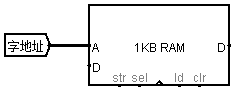 字地址 A 1KB RAM D
D
str sel ld clr